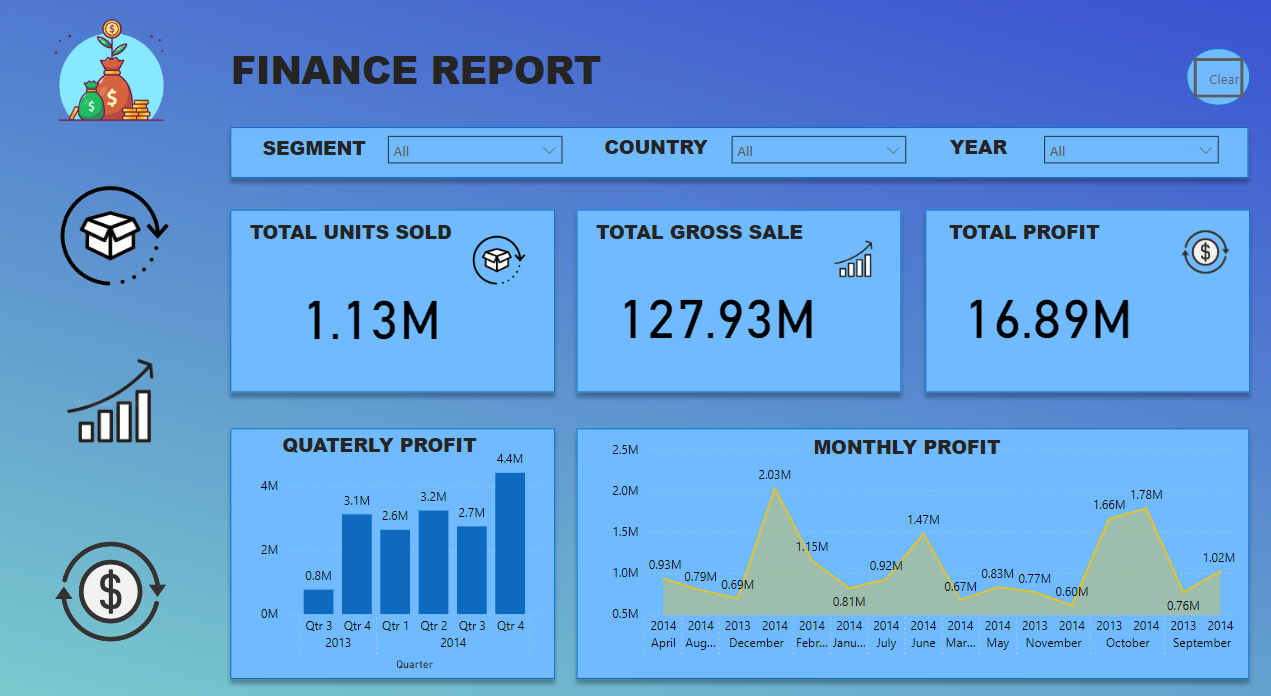 FINANCE REPORT
Clear
SEGMENT All COUNTRY All YEAR All
TOTAL UNITS SOLD
1.13M
TOTAL GROSS SALE
127.93M
TOTAL PROFIT
16.89M
QUATERLY PROFIT
4M
2M
0M
0.8M 3.1M 2.6M 3.2M 2.7M 4.4M
Qtr 3 Qtr 4 Qtr 1 Qtr 2 Qtr 3 Qtr 4
2013 2014
Quarter
MONTHLY PROFIT
2.5M
2.0M
1.5M
1.0M
0.5M
0.93M 0.79M 0.69M 2.03M 1.15M 0.81M 0.92M 1.47M 0.67M 0.83M 0.77M 0.60M 1.66M 1.78M 0.76M 1.02M
2014 2014 2013 2014 2014 2014 2014 2014 2014 2014 2013 2014 2013 2014 2013 2014
April Aug... December Febr... Janu... July June Mar... May November October September